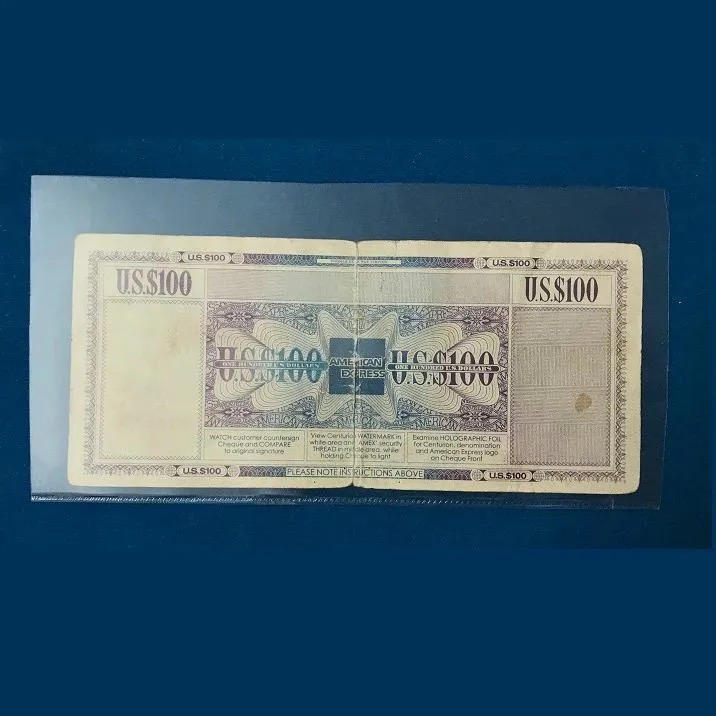 U.S.$100
U.S.$100
U.S.$100
U.S.$100
U.S.$100
AMERICAN
EXPRESS
U.S.$100
ONE HUNDRED U.S. DOLLARS
ONE HUNDRED U.S. DOLLARS
WATCH customer countersign
Cheque and COMPARE
to original signature
View Centurion WATERMARK in
white area and "AMEX" security
THREAD in middle area, while
holding Cheque to light
Examine HOLOGRAPHIC FOIL
for Centurion, denomination
and American Express logo
on Cheque Front
U.S.$100
PLEASE NOTE INSTRUCTIONS ABOVE
U.S.$100